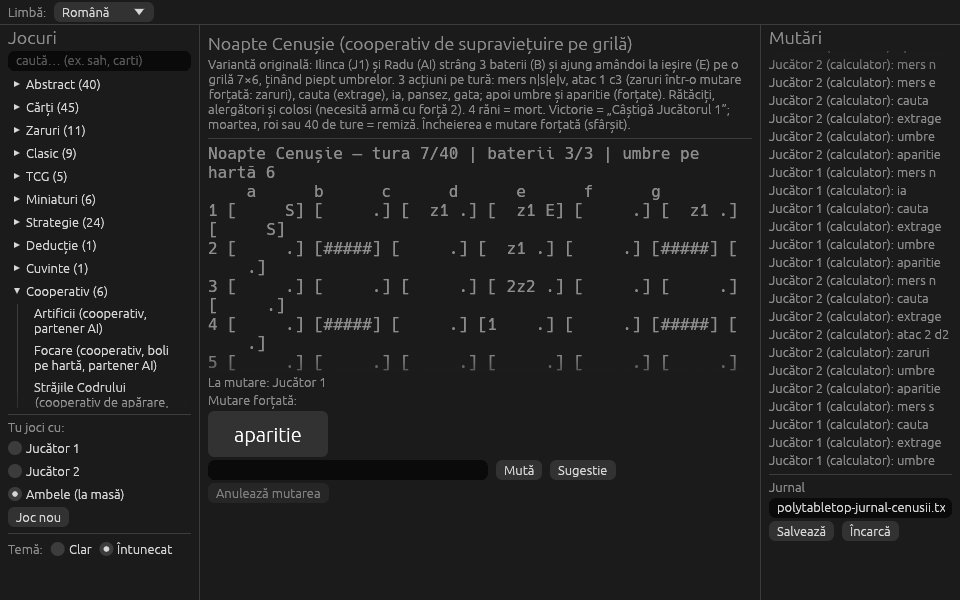 Limbă: Română
Jocuri
caută... (ex. sah, carti)
Abstract (40)
Cărți (45)
Zaruri (11)
Clasic (9)
TCG (5)
Miniaturi (6)
Strategie (24)
Deducție (1)
Cuvinte (1)
Cooperativ (6)
Artificii (cooperativ,
partener AI)
Focare (cooperativ, boli
pe hartă, partener AI)
Străjile Codrului
(cooperativ de apărare,
Tu joci cu:
Jucător 1
Jucător 2
Ambele (la masă)
Joc nou
Temă: Clar Întunecat
Noapte Cenușie (cooperativ de supraviețuire pe grilă)
Variantă originală: Ilinca (J1) și Radu (AI) strâng 3 baterii (B) și ajung amândoi la ieșire (E) pe o
grilă 7×6, ținând piept umbrelor. 3 acțiuni pe tură: mers n|s|e|v, atac 1 c3 (zaruri într-o mutare
forțată: zaruri), cauta (extrage), ia, pansez, gata; apoi umbre și aparitie (forțate). Rătăciți,
alergători și colosi (necesită armă cu forță 2). 4 răni = mort. Victorie = „Câștigă Jucătorul 1”;
moartea, roi sau 40 de ture = remiză. Încheierea e mutare forțată (sfârșit).
Noapte Cenușie — tura 7/40 | baterii 3/3 | umbre pe
hartă 6
a b c d e f g
1 [     S] [     .] [  z1 .] [  z1 E] [     .] [  z1 .]
[     S]
2 [     .] [#####] [     .] [  z1 .] [     .] [#####] [
.]
3 [     .] [     .] [     .] [ 2z2 .] [     .] [     .]
[     .]
4 [     .] [#####] [     .] [1    .] [     .] [#####] [
.]
5 [     .] [     .] [     .] [     .] [     .] [     .]
La mutare: Jucător 1
Mutare forțată:
aparitie
Mută Sugestie
Anulează mutarea
Mutări
Jucător 2 (calculator): mers n
Jucător 2 (calculator): mers e
Jucător 2 (calculator): cauta
Jucător 2 (calculator): extrage
Jucător 2 (calculator): umbre
Jucător 2 (calculator): aparitie
Jucător 1 (calculator): mers n
Jucător 1 (calculator): ia
Jucător 1 (calculator): cauta
Jucător 1 (calculator): extrage
Jucător 1 (calculator): umbre
Jucător 1 (calculator): aparitie
Jucător 2 (calculator): mers n
Jucător 2 (calculator): cauta
Jucător 2 (calculator): extrage
Jucător 2 (calculator): atac 2 d2
Jucător 2 (calculator): zaruri
Jucător 2 (calculator): umbre
Jucător 2 (calculator): aparitie
Jucător 1 (calculator): mers s
Jucător 1 (calculator): cauta
Jucător 1 (calculator): extrage
Jucător 1 (calculator): umbre
Jurnal
polytabletop-jurnal-cenusii.tx
Salvează Încarcă